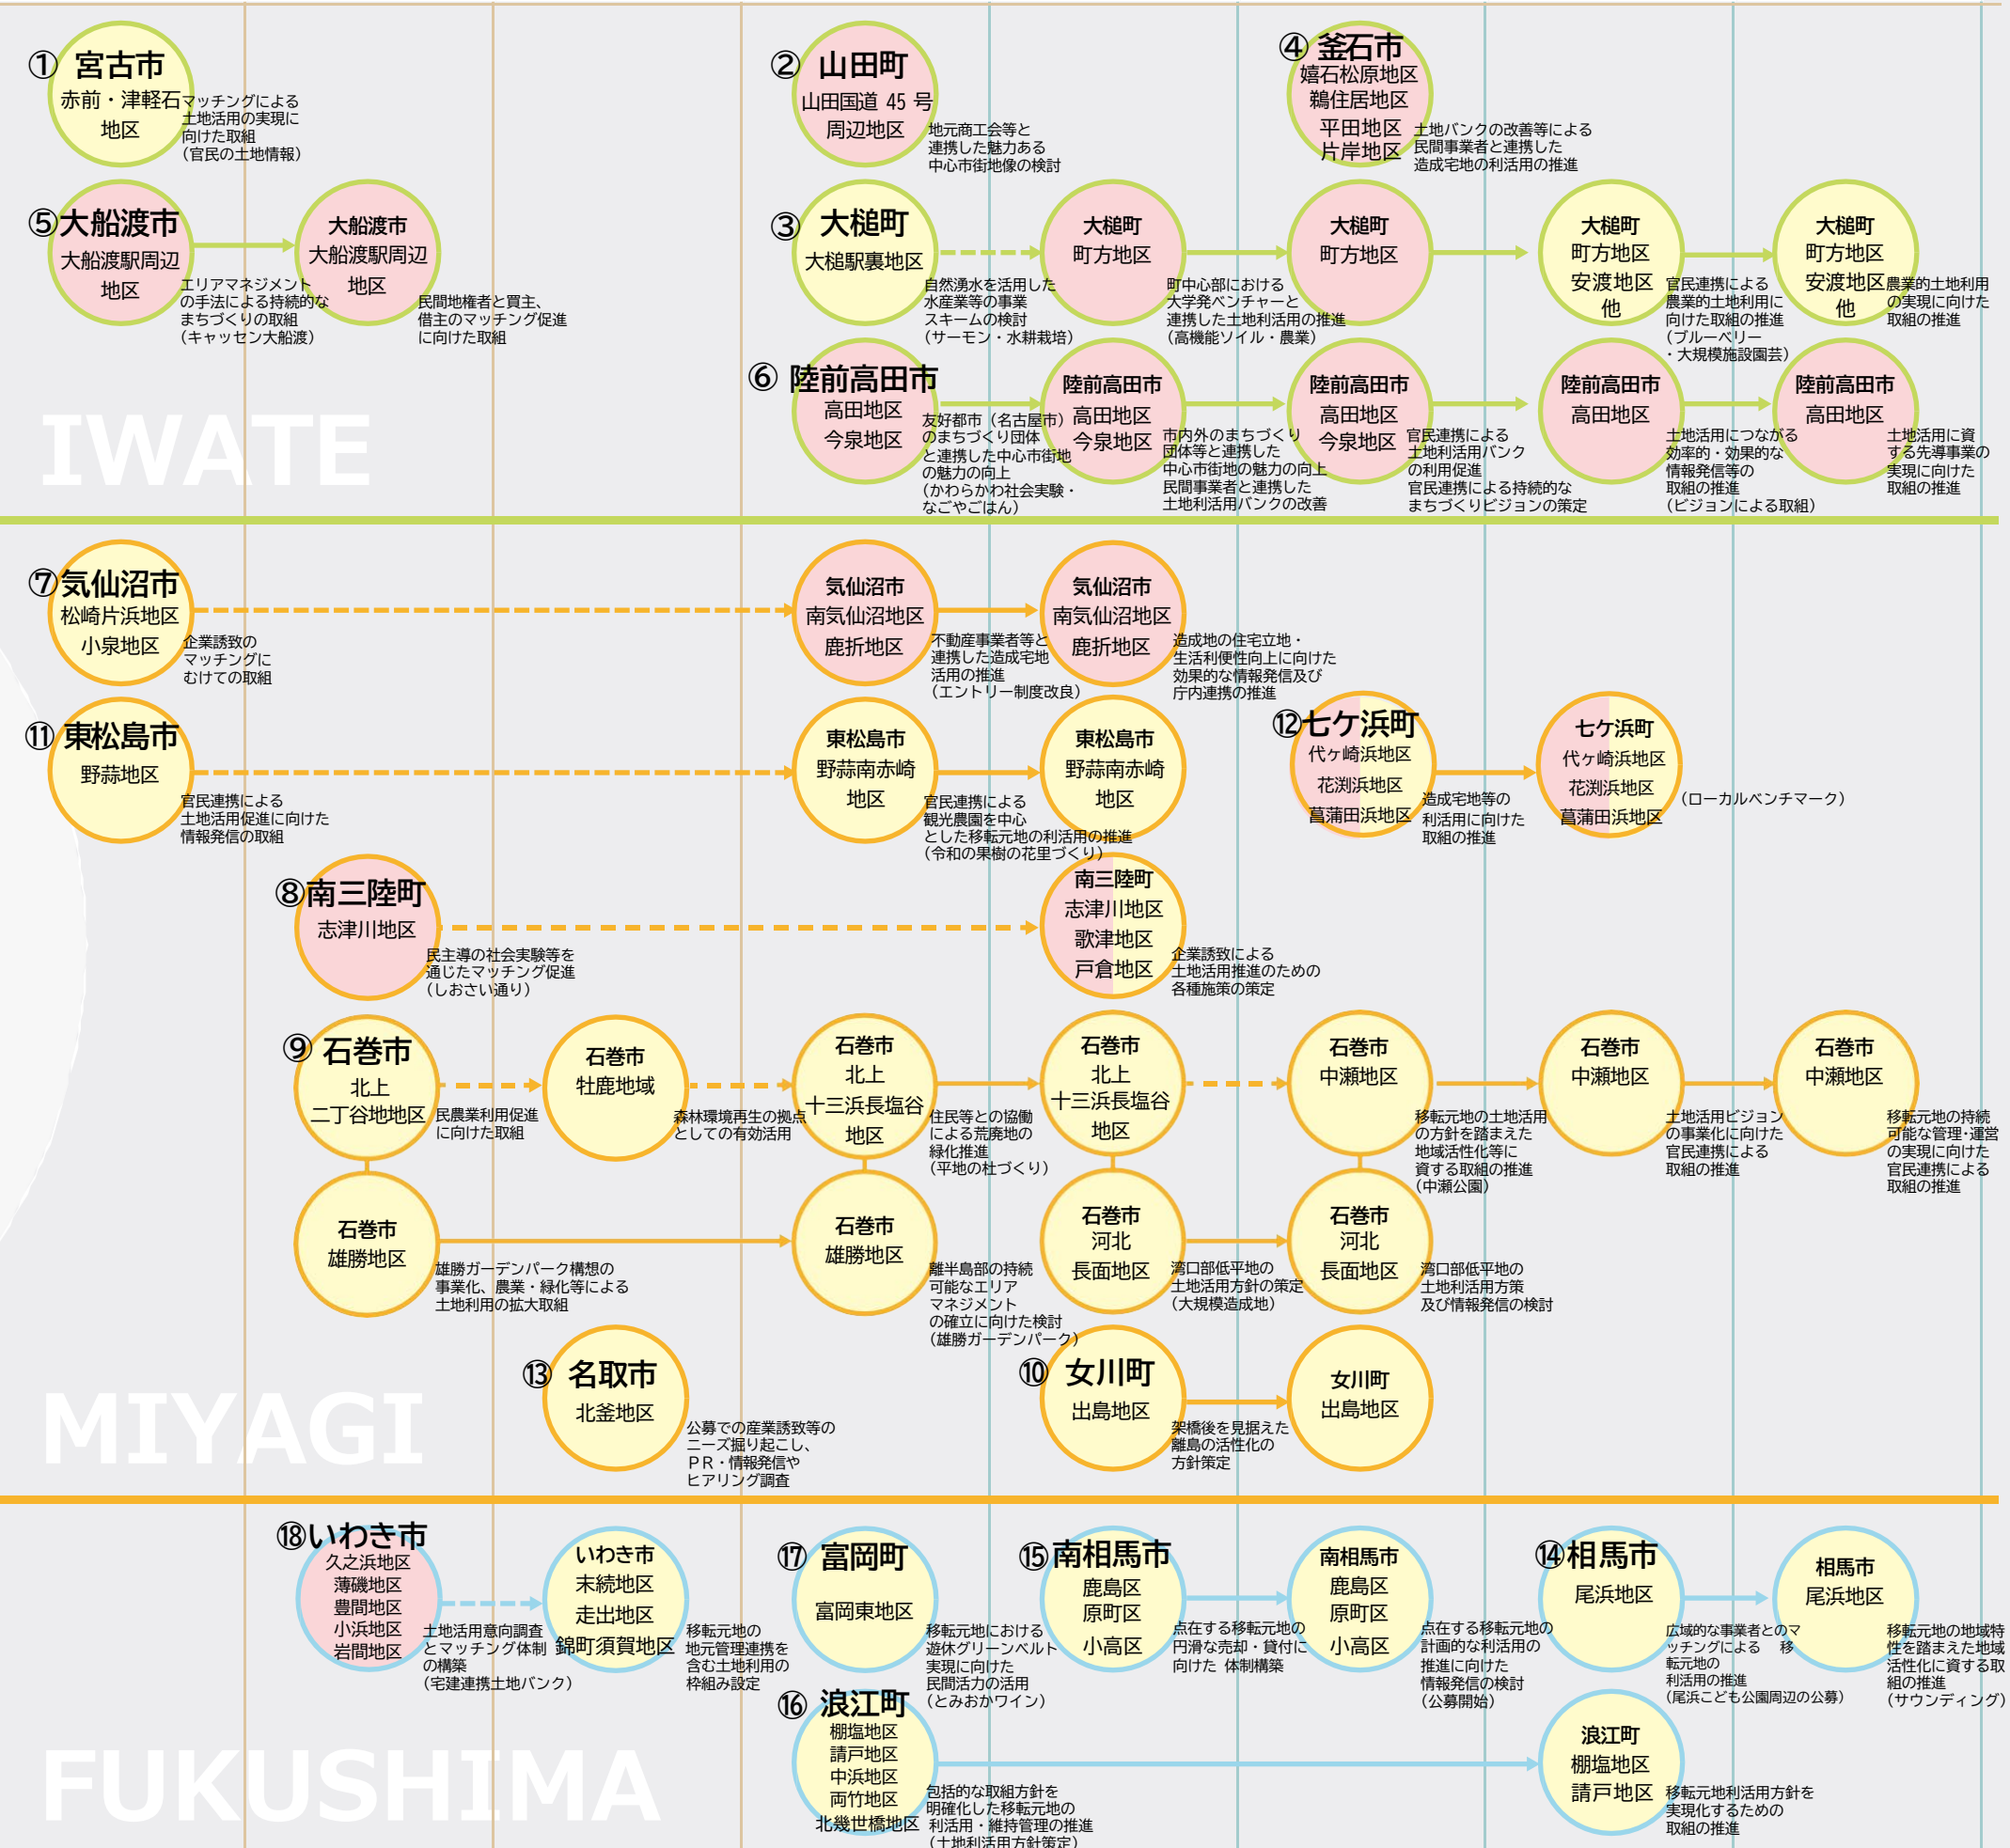 ① 宮古市
赤前・津軽石
地区
マッチングによる
土地活用の実現に
向けた取組
（官民の土地情報）
② 山田町
山田国道 45 号
周辺地区
地元商工会等と
連携した魅力ある
中心市街地像の検討
④ 釜石市
嬉石松原地区
鵜住居地区
平田地区
片岸地区
土地バンクの改善等による
民間事業者と連携した
造成宅地の利活用の推進
⑤大船渡市
大船渡駅周辺
地区
エリアマネジメント
の手法による持続的な
まちづくりの取組
（キャッセン大船渡）
大船渡市
大船渡駅周辺
地区
民間地権者と買主、
借主のマッチング促進
に向けた取組
③ 大槌町
大槌駅裏地区
自然湧水を活用した
水産業等の事業
スキームの検討
（サーモン・水耕栽培）
大槌町
町方地区
町中心部における
大学発ベンチャーと
連携した土地利活用の推進
（高機能ソイル・農業）
大槌町
町方地区
大槌町
町方地区
安渡地区
他
官民連携による
農業的土地利用に
向けた取組の推進
（ブルーベリー
・大規模施設園芸）
大槌町
町方地区
安渡地区
他
農業的土地利用
の実現に向けた
取組の推進
⑥ 陸前高田市
高田地区
今泉地区
友好都市（名古屋市）
のまちづくり団体
と連携した中心市街地
の魅力の向上
（かわらかわ社会実験・
なごやごはん）
陸前高田市
高田地区
今泉地区
市内外のまちづくり
団体等と連携した
中心市街地の魅力の向上
民間事業者と連携した
土地利活用バンクの改善
陸前高田市
高田地区
今泉地区
官民連携による
土地利活用バンク
の利用促進
官民連携による持続的な
まちづくりビジョンの策定
陸前高田市
高田地区
土地活用につながる
効率的・効果的な
情報発信等の
取組の推進
（ビジョンによる取組）
陸前高田市
高田地区
土地活用に資
する先導事業の
実現に向けた
取組の推進
IWATE
⑦気仙沼市
松崎片浜地区
小泉地区
企業誘致の
マッチングに
むけての取組
気仙沼市
南気仙沼地区
鹿折地区
不動産事業者等と
連携した造成宅地
活用の推進
（エントリー制度改良）
気仙沼市
南気仙沼地区
鹿折地区
造成地の住宅立地・
生活利便性向上に向けた
効果的な情報発信及び
庁内連携の推進
⑪ 東松島市
野蒜地区
官民連携による
土地活用促進に向けた
情報発信の取組
東松島市
野蒜南赤崎
地区
官民連携による
観光農園を中心
とした移転元地の利活用の推進
（令和の果樹の花里づくり）
東松島市
野蒜南赤崎
地区
⑫七ケ浜町
代ヶ崎浜地区
花渕浜地区
菖蒲田浜地区
造成宅地等の
利活用に向けた
取組の推進
七ケ浜町
代ヶ崎浜地区
花渕浜地区
菖蒲田浜地区
（ローカルベンチマーク）
⑧南三陸町
志津川地区
民主導の社会実験等を
通じたマッチング促進
（しおさい通り）
南三陸町
志津川地区
歌津地区
戸倉地区
企業誘致による
土地活用推進のための
各種施策の策定
⑨ 石巻市
北上
二丁谷地地区
民農業利用促進
に向けた取組
石巻市
牡鹿地域
森林環境再生の拠点
としての有効活用
石巻市
北上
十三浜長塩谷
地区
住民等との協働
による荒廃地の
緑化推進
（平地の杜づくり）
石巻市
北上
十三浜長塩谷
地区
石巻市
中瀬地区
移転元地の土地活用
の方針を踏まえた
地域活性化等に
資する取組の推進
（中瀬公園）
石巻市
中瀬地区
土地活用ビジョン
の事業化に向けた
官民連携による
取組の推進
石巻市
中瀬地区
移転元地の持続
可能な管理･運営
の実現に向けた
官民連携による
取組の推進
石巻市
雄勝地区
雄勝ガーデンパーク構想の
事業化、農業・緑化等による
土地利用の拡大取組
石巻市
雄勝地区
離半島部の持続
可能なエリア
マネジメント
の確立に向けた検討
（雄勝ガーデンパーク）
石巻市
河北
長面地区
湾口部低平地の
土地活用方針の策定
（大規模造成地）
石巻市
河北
長面地区
湾口部低平地の
土地利活用方策
及び情報発信の検討
⑬ 名取市
北釜地区
公募での産業誘致等の
ニーズ掘り起こし、
ＰＲ・情報発信や
ヒアリング調査
⑩ 女川町
出島地区
架橋後を見据えた
離島の活性化の
方針策定
女川町
出島地区
MIYAGI
⑱いわき市
久之浜地区
薄磯地区
豊間地区
小浜地区
岩間地区
土地活用意向調査
とマッチング体制
の構築
（宅建連携土地バンク）
いわき市
末続地区
走出地区
錦町須賀地区
移転元地の
地元管理連携を
含む土地利用の
枠組み設定
⑰ 富岡町
富岡東地区
移転元地における
遊休グリーンベルト
実現に向けた
民間活力の活用
（とみおかワイン）
⑮南相馬市
鹿島区
原町区
小高区
点在する移転元地の
円滑な売却・貸付に
向けた 体制構築
南相馬市
鹿島区
原町区
小高区
点在する移転元地の
計画的な利活用の
推進に向けた
情報発信の検討
（公募開始）
⑭相馬市
尾浜地区
広域的な事業者とのマ
ッチングによる 移
転元地の
利活用の推進
（尾浜こども公園周辺の公募）
相馬市
尾浜地区
移転元地の地域特
性を踏まえた地域
活性化に資する取
組の推進
（サウンディング）
⑯ 浪江町
棚塩地区
請戸地区
中浜地区
両竹地区
北幾世橋地区
包括的な取組方針を
明確化した移転元地の
利活用・維持管理の推進
（土地利活用方針策定）
浪江町
棚塩地区
請戸地区
移転元地利活用方針を
実現化するための
取組の推進
FUKUSHIMA